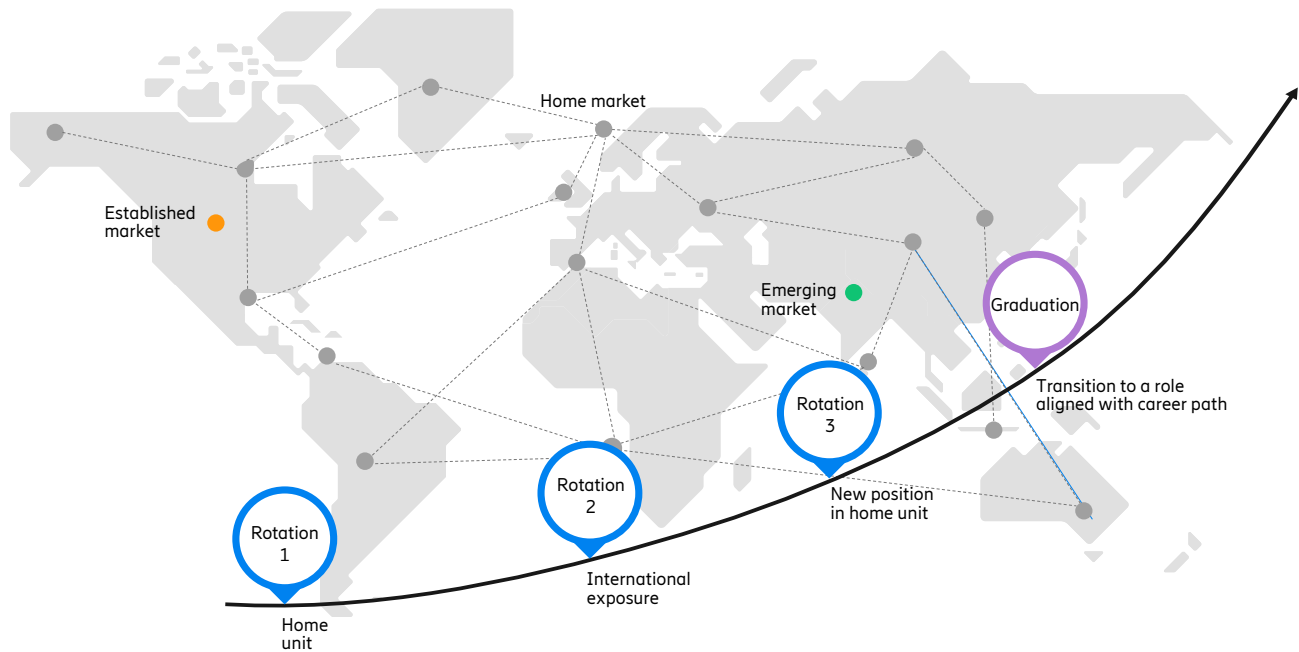 Home market
Established
market
Emerging
market
Graduation
Transition to a role
aligned with career path
Rotation
3
New position
in home unit
Rotation
2
International
exposure
Rotation
1
Home
unit